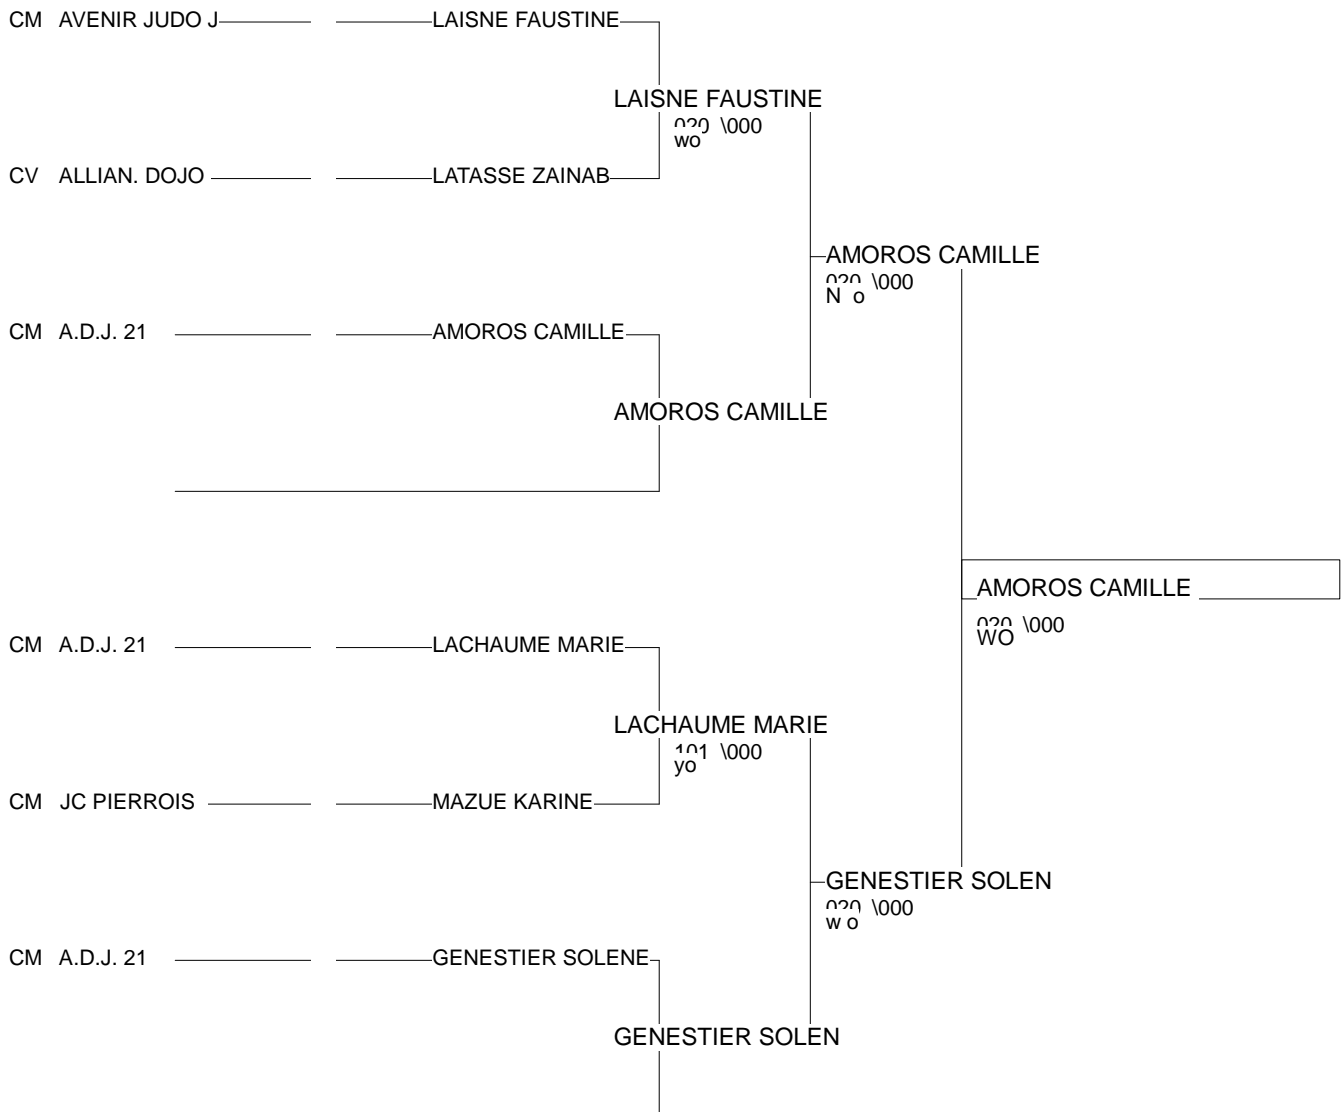 CM AVENIR JUDO J LAISNE FAUSTINE
LAISNE FAUSTINE
020 \000
wo
CV ALLIAN. DOJO LATASSE ZAINAB
AMOROS CAMILLE
020 \000
N o
CM A.D.J. 21 AMOROS CAMILLE
AMOROS CAMILLE
AMOROS CAMILLE
020 \000
WO
CM A.D.J. 21 LACHAUME MARIE
LACHAUME MARIE
101 \000
yo
CM JC PIERROIS MAZUE KARINE
GENESTIER SOLEN
020 \000
w o
CM A.D.J. 21 GENESTIER SOLENE
GENESTIER SOLEN